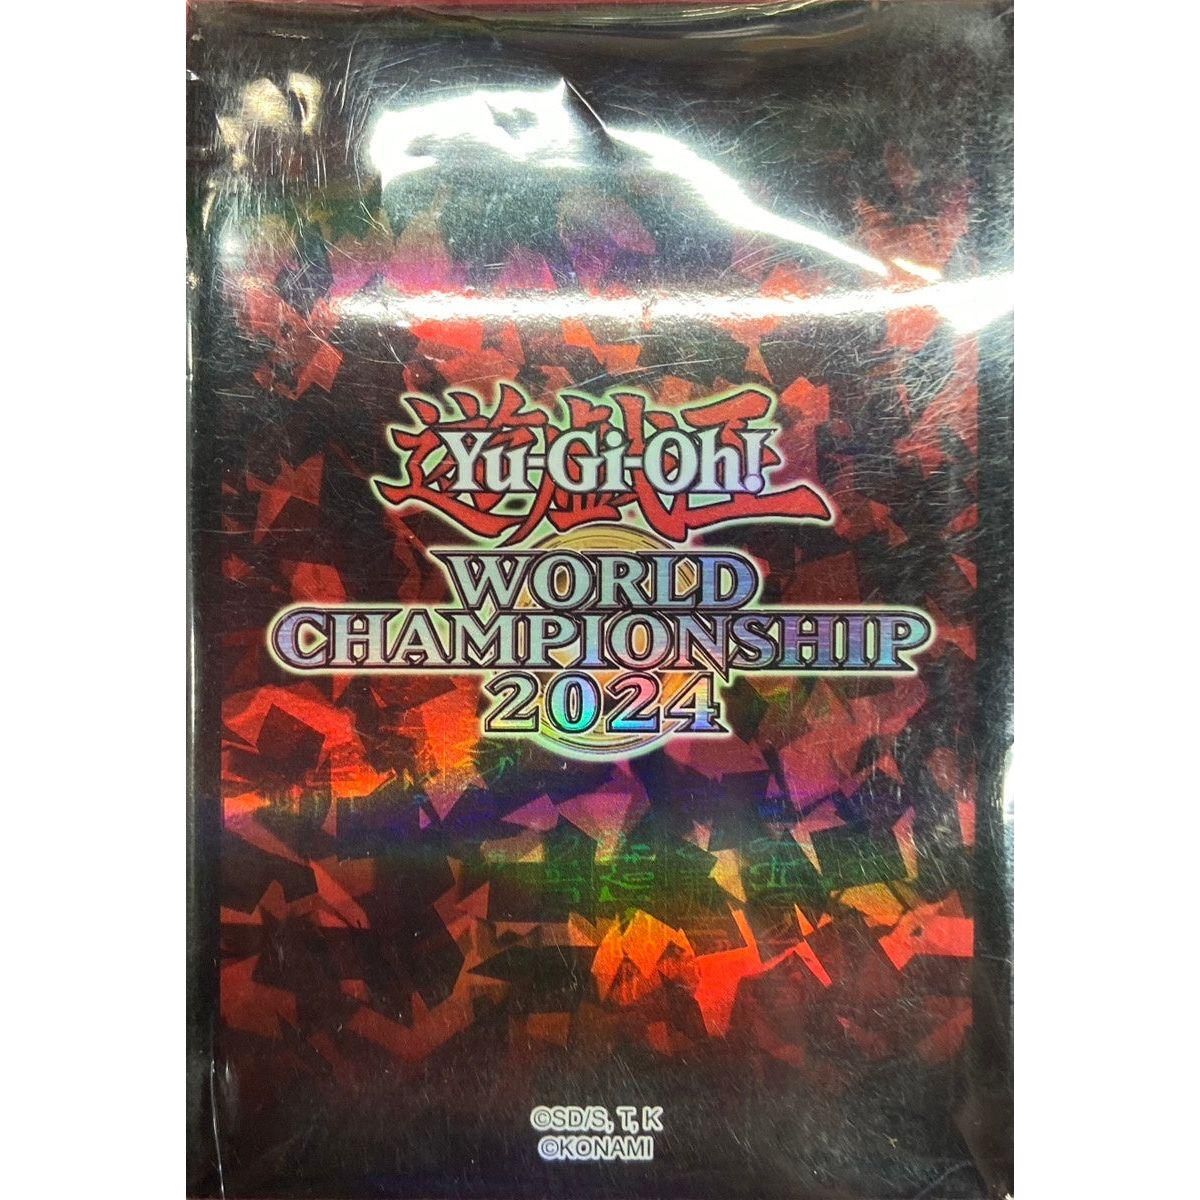 遊☆戯☆王
Yu-Gi-Oh!
WORLD
CHAMPIONSHIP
2024
©SD/S, T, K
©KONAMI